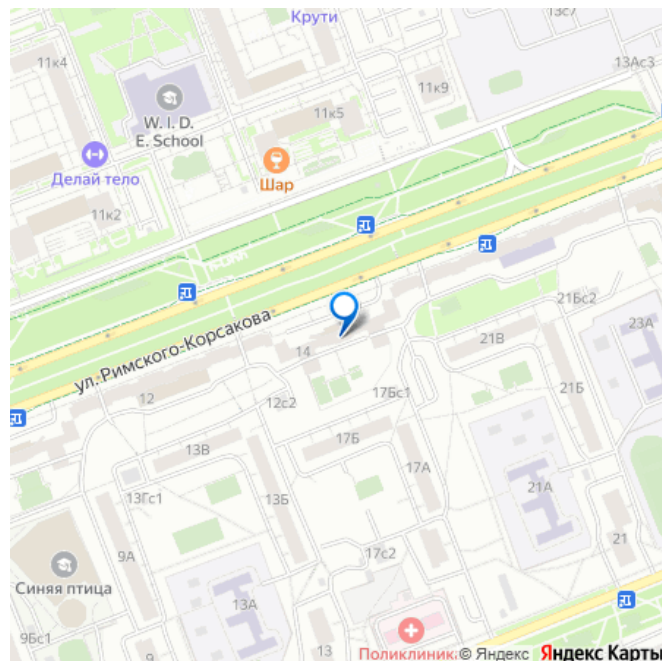 Крути
13с7
11к4
13Ас3
11к9
W. I. D.
E. School
11к5
Делай тело
Шар
11к2
ул. Римского-Корсакова
21Бс2
23А
21В
14
12
17Бс1
21Б
12с2
17Б
13В
17А
13Б
21А
13Гс1
9А
17с2
21
Синяя птица
13А
9Бс1
9
13
Поликлиника
© Яндекс Яндекс Карты